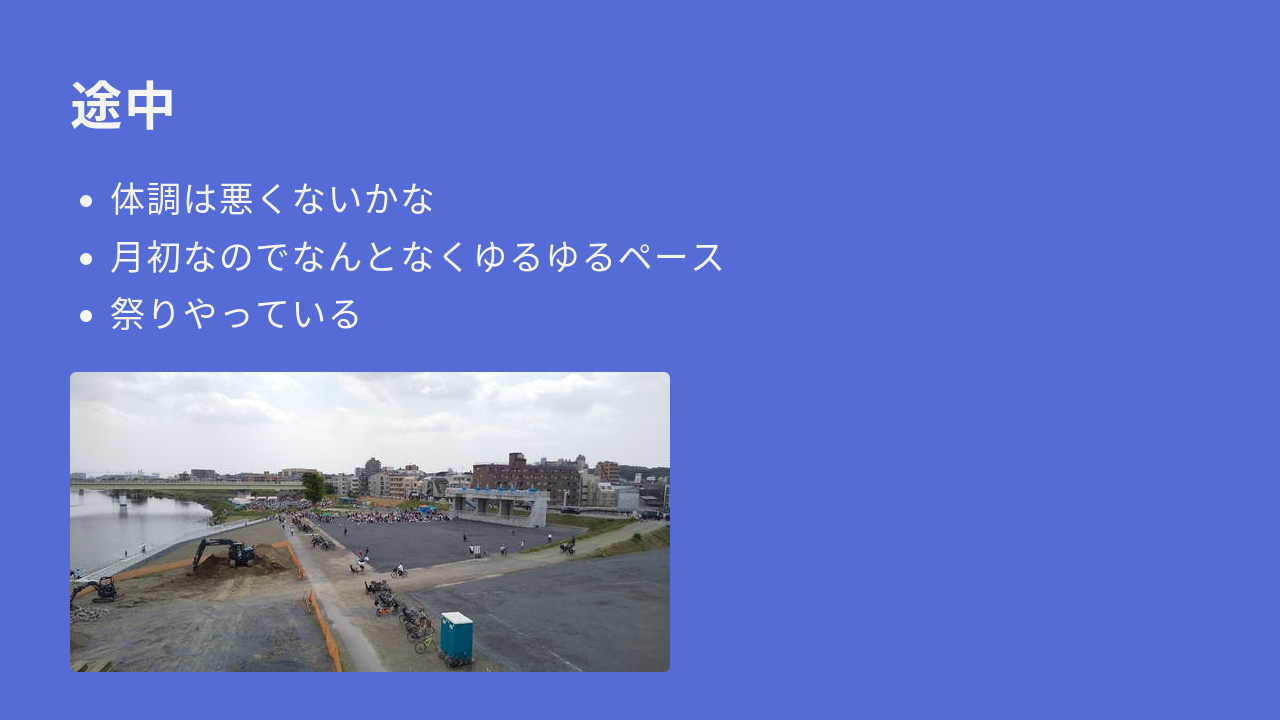 途中
体調は悪くないかな
月初なのでなんとなくゆるゆるペース
祭りやっている